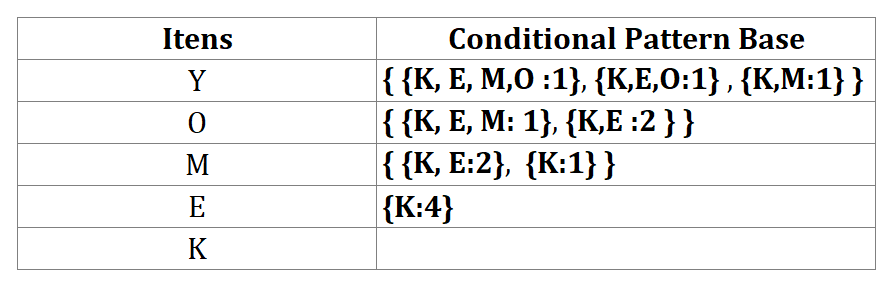 Itens Conditional Pattern Base
Y { {K, E, M,O :1}, {K,E,O:1} , {K,M:1} }
O { {K, E, M: 1}, {K,E :2 } }
M { {K, E:2}, {K:1} }
E {K:4}
K